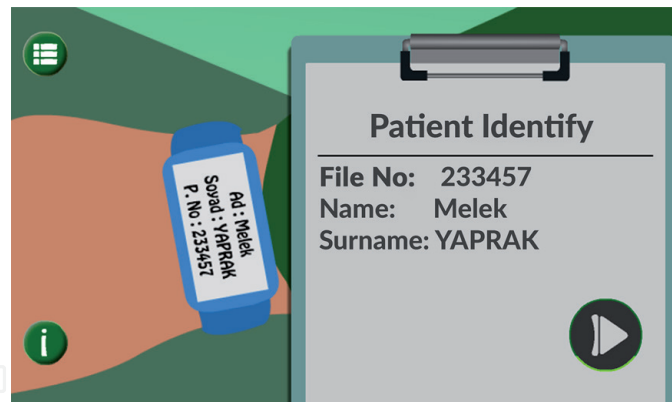 Ad : Melek
Soyad : YAPRAK
P. No : 233457
Patient Identify
File No: 233457
Name: Melek
Surname: YAPRAK
i